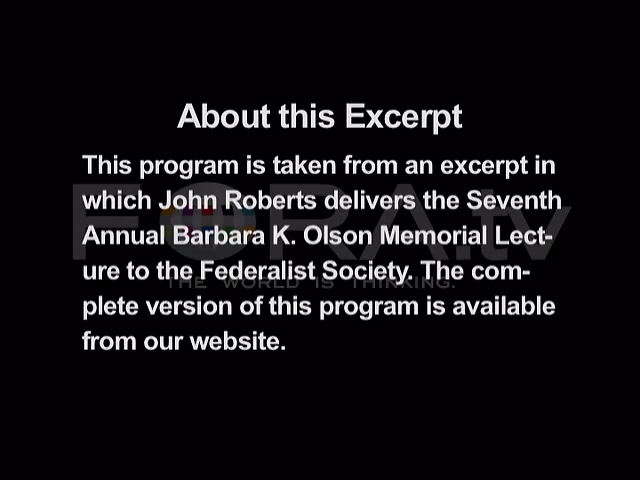 About this Excerpt
This program is taken from an excerpt in
which John Roberts delivers the Seventh
Annual Barbara K. Olson Memorial Lect-
ure to the Federalist Society. The com-
plete version of this program is available
from our website.
FORA.tv
THE WORLD IS THINKING.